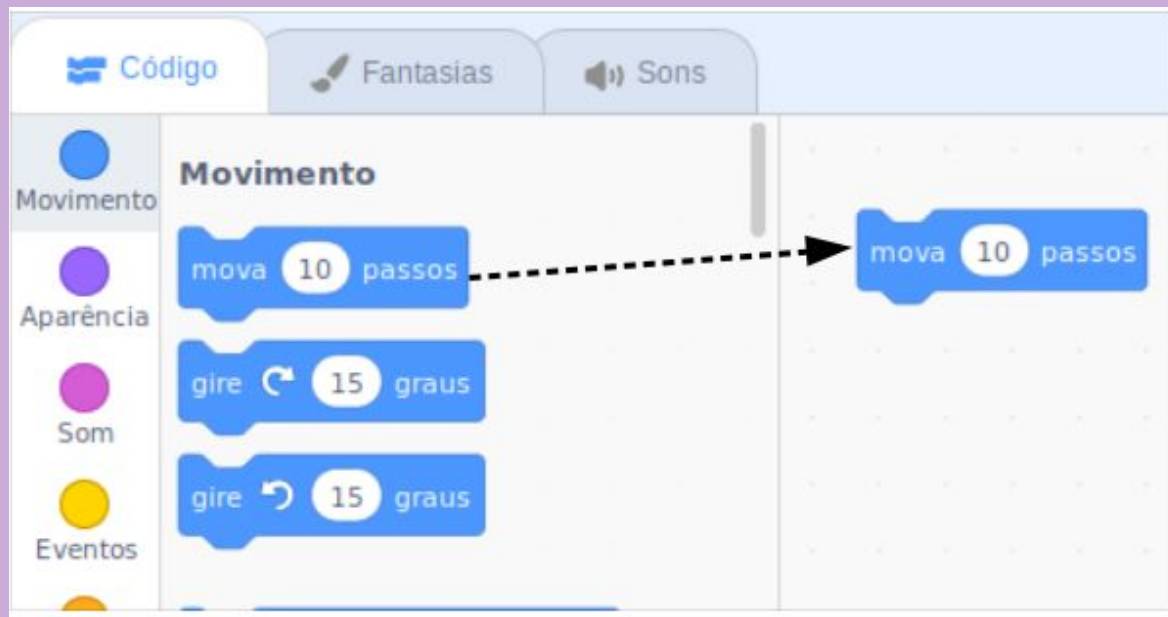 Código
Fantasias
Sons
Movimento
Aparência
Som
Eventos
Movimento
mova 10 passos
gire 15 graus
gire 15 graus
mova 10 passos